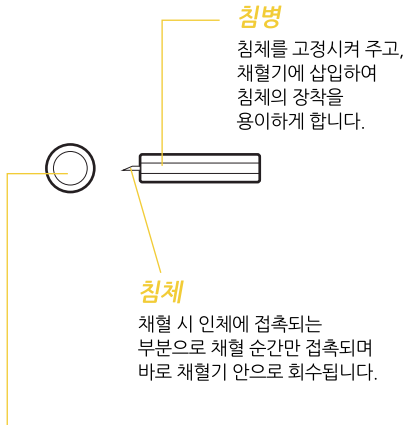 침병
침체를 고정시켜 주고,
채혈기에 삽입하여
침체의 장착을
용이하게 합니다.
침체
채혈 시 인체에 접촉되는
부분으로 채혈 순간만 접촉되며
바로 채혈기 안으로 회수됩니다.